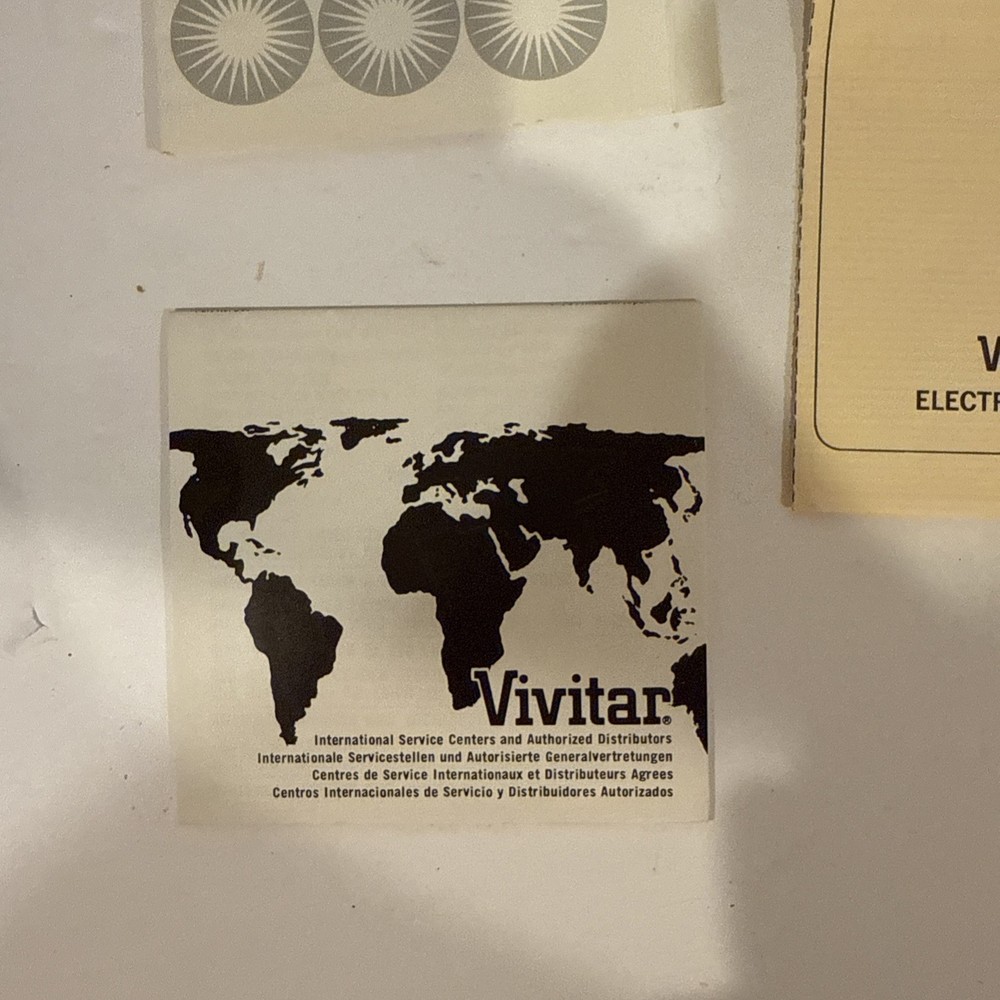 ELECTR
Vivitar®
International Service Centers and Authorized Distributors
Internationale Servicestellen und Autorisierte Generalvertretungen
Centres de Service Internationaux et Distributeurs Agrees
Centros Internacionales de Servicio y Distribuidores Autorizados